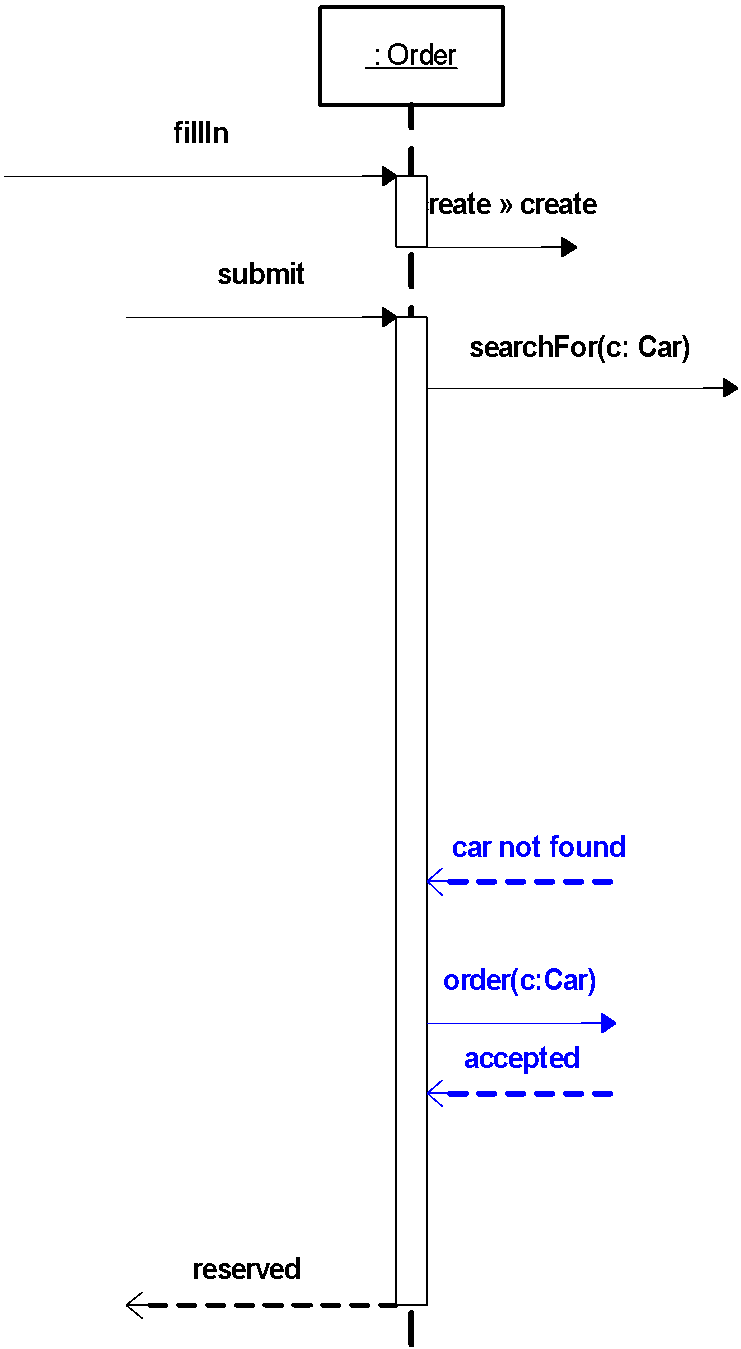 : Order
fillIn
reate » create
submit
searchFor(c: Car)
car not found
order(c:Car)
accepted
reserved